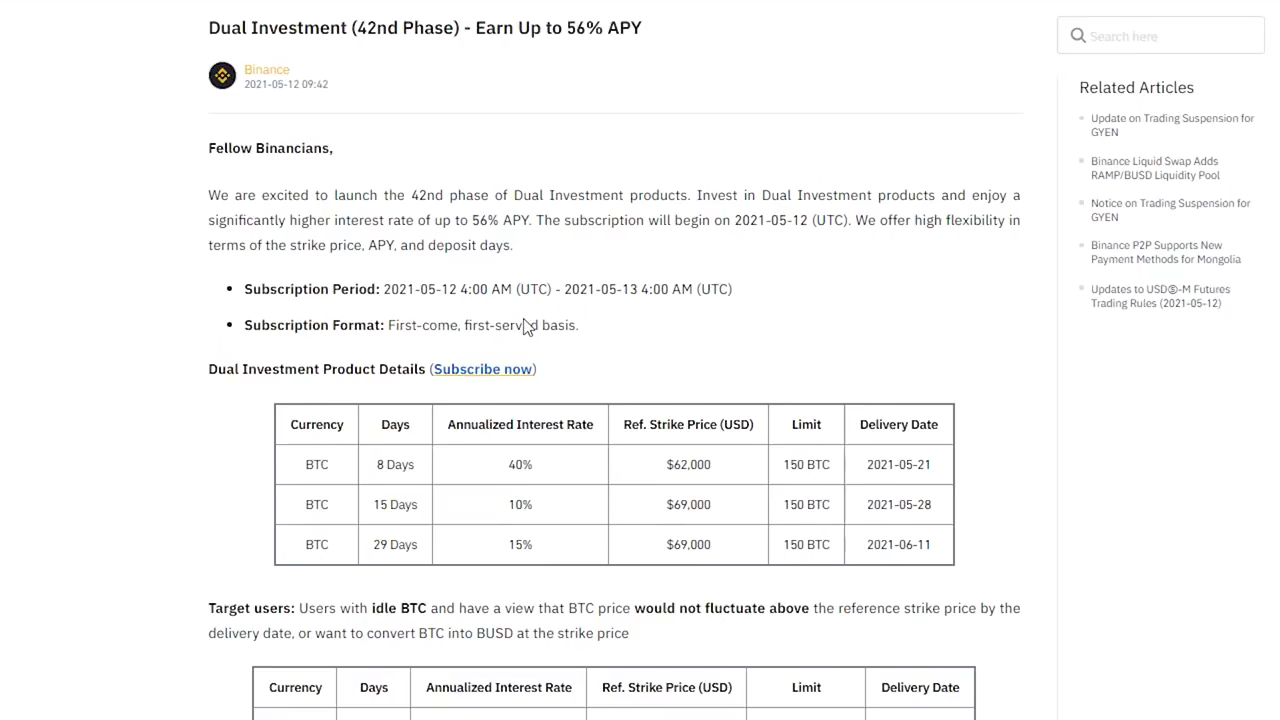 Dual Investment (42nd Phase) - Earn Up to 56% APY
Binance
2021-05-12 09:42
Fellow Binancians,
We are excited to launch the 42nd phase of Dual Investment products. Invest in Dual Investment products and enjoy a
significantly higher interest rate of up to 56% APY. The subscription will begin on 2021-05-12 (UTC). We offer high flexibility in
terms of the strike price, APY, and deposit days.
• Subscription Period: 2021-05-12 4:00 AM (UTC) - 2021-05-13 4:00 AM (UTC)
• Subscription Format: First-come, first-served basis.
Dual Investment Product Details (Subscribe now)
Currency Days Annualized Interest Rate Ref. Strike Price (USD) Limit Delivery Date
BTC 8 Days 40% $62,000 150 BTC 2021-05-21
BTC 15 Days 10% $69,000 150 BTC 2021-05-28
BTC 29 Days 15% $69,000 150 BTC 2021-06-11
Target users: Users with idle BTC and have a view that BTC price would not fluctuate above the reference strike price by the
delivery date, or want to convert BTC into BUSD at the strike price
Currency Days Annualized Interest Rate Ref. Strike Price (USD) Limit Delivery Date
Search here
Related Articles
Update on Trading Suspension for
GYEN
Binance Liquid Swap Adds
RAMP/BUSD Liquidity Pool
Notice on Trading Suspension for
GYEN
Binance P2P Supports New
Payment Methods for Mongolia
Updates to USDⓈ-M Futures
Trading Rules (2021-05-12)